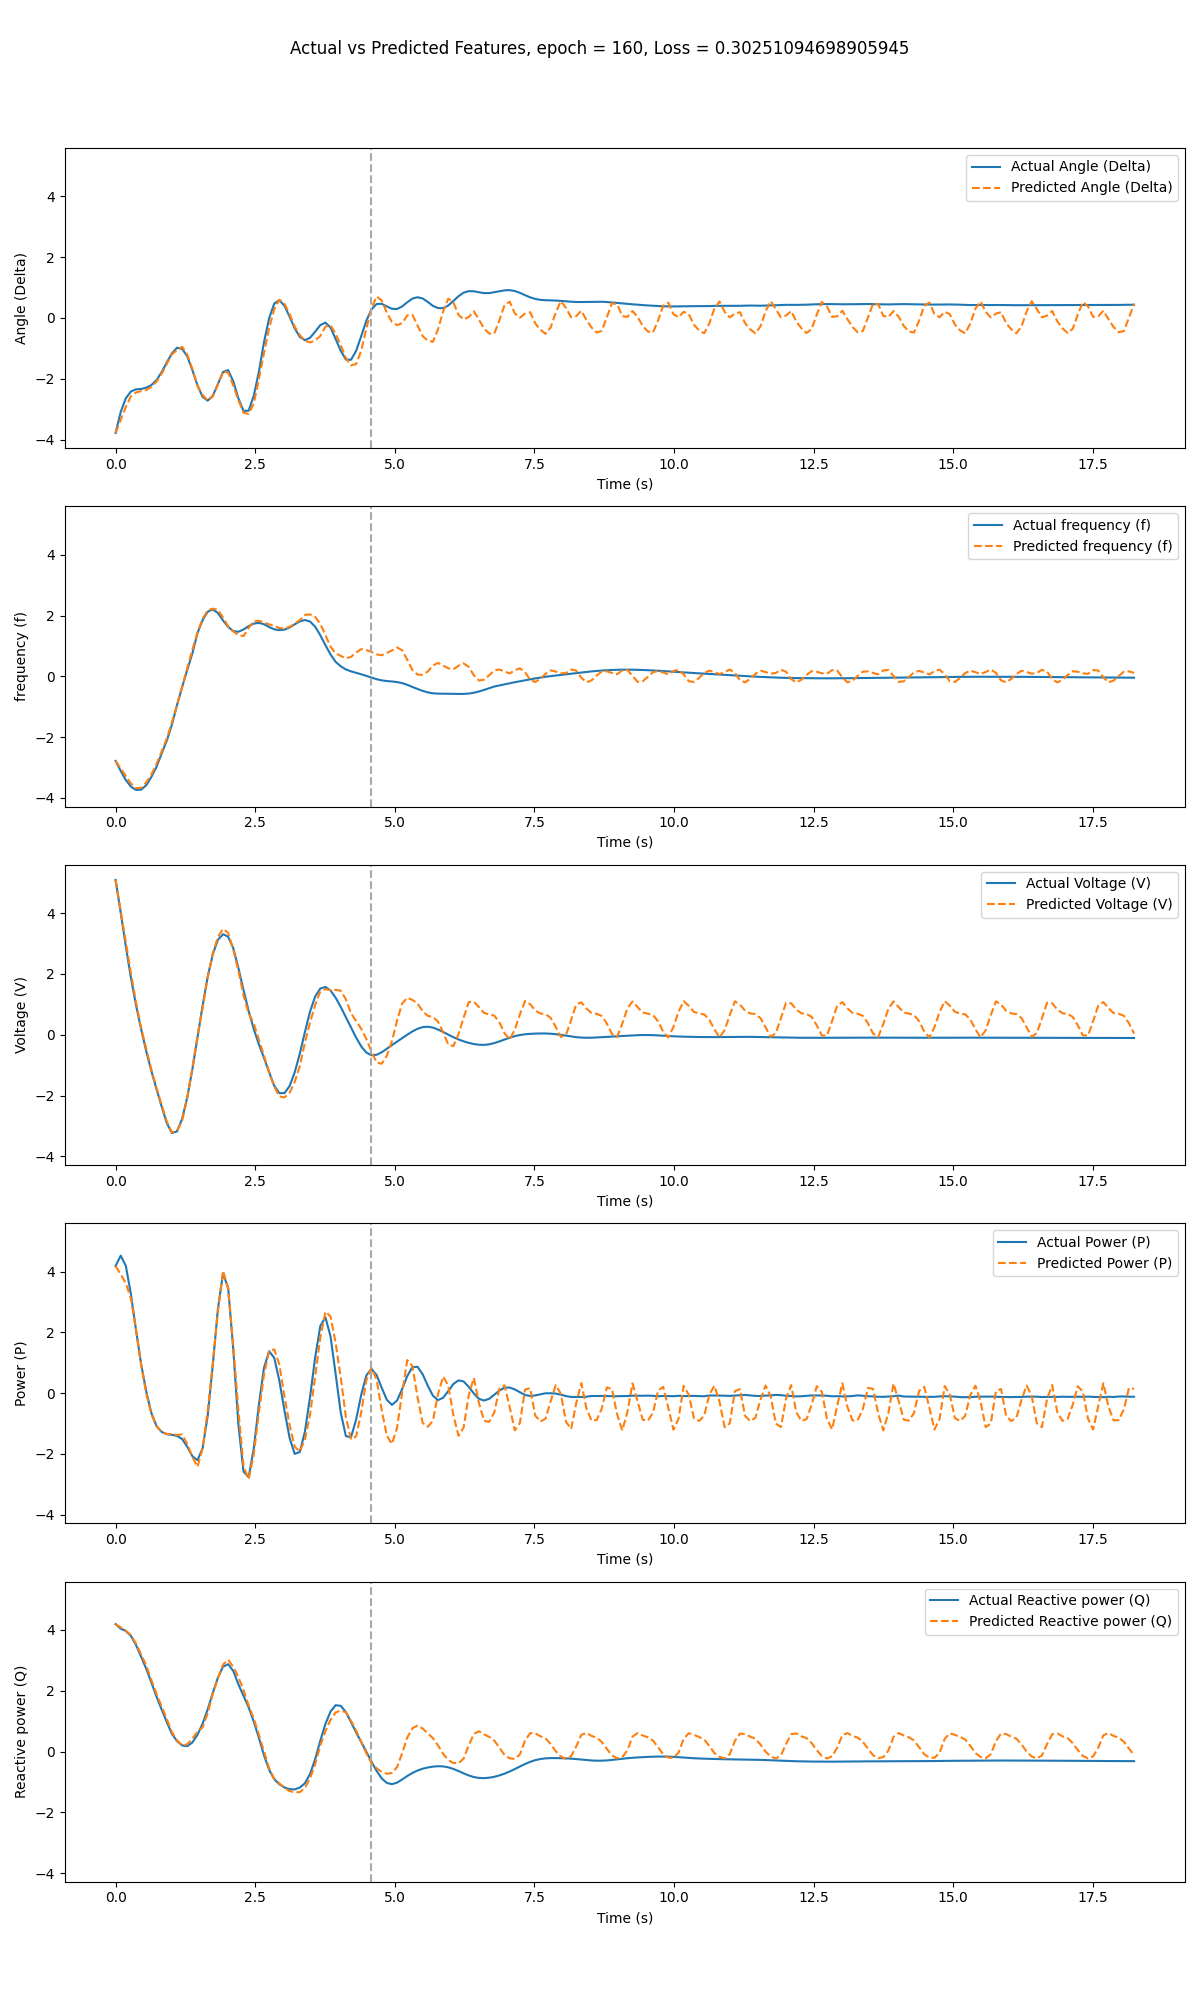 Actual vs Predicted Features, epoch = 160, Loss = 0.30251094698905945
Actual Angle (Delta)
Predicted Angle (Delta)
Angle (Delta)
4
2
0
−2
−4
0.0 2.5 5.0 7.5 10.0 12.5 15.0 17.5
Time (s)
Actual frequency (f)
Predicted frequency (f)
frequency (f)
4
2
0
−2
−4
0.0 2.5 5.0 7.5 10.0 12.5 15.0 17.5
Time (s)
Actual Voltage (V)
Predicted Voltage (V)
Voltage (V)
4
2
0
−2
−4
0.0 2.5 5.0 7.5 10.0 12.5 15.0 17.5
Time (s)
Actual Power (P)
Predicted Power (P)
Power (P)
4
2
0
−2
−4
0.0 2.5 5.0 7.5 10.0 12.5 15.0 17.5
Time (s)
Actual Reactive power (Q)
Predicted Reactive power (Q)
Reactive power (Q)
4
2
0
−2
−4
0.0 2.5 5.0 7.5 10.0 12.5 15.0 17.5
Time (s)